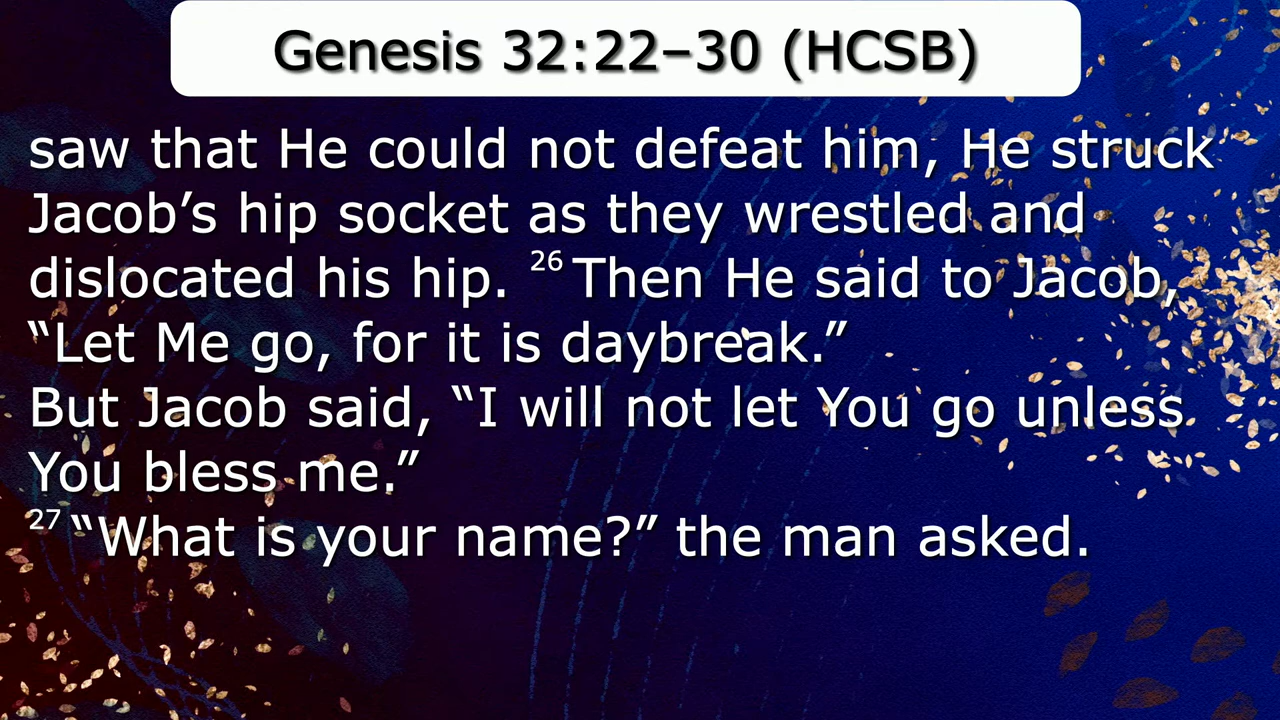 Genesis 32:22–30 (HCSB)
saw that He could not defeat him, He struck
Jacob’s hip socket as they wrestled and
dislocated his hip. 26 Then He said to Jacob,
“Let Me go, for it is daybreak.”
But Jacob said, “I will not let You go unless
You bless me.”
27 “What is your name?” the man asked.